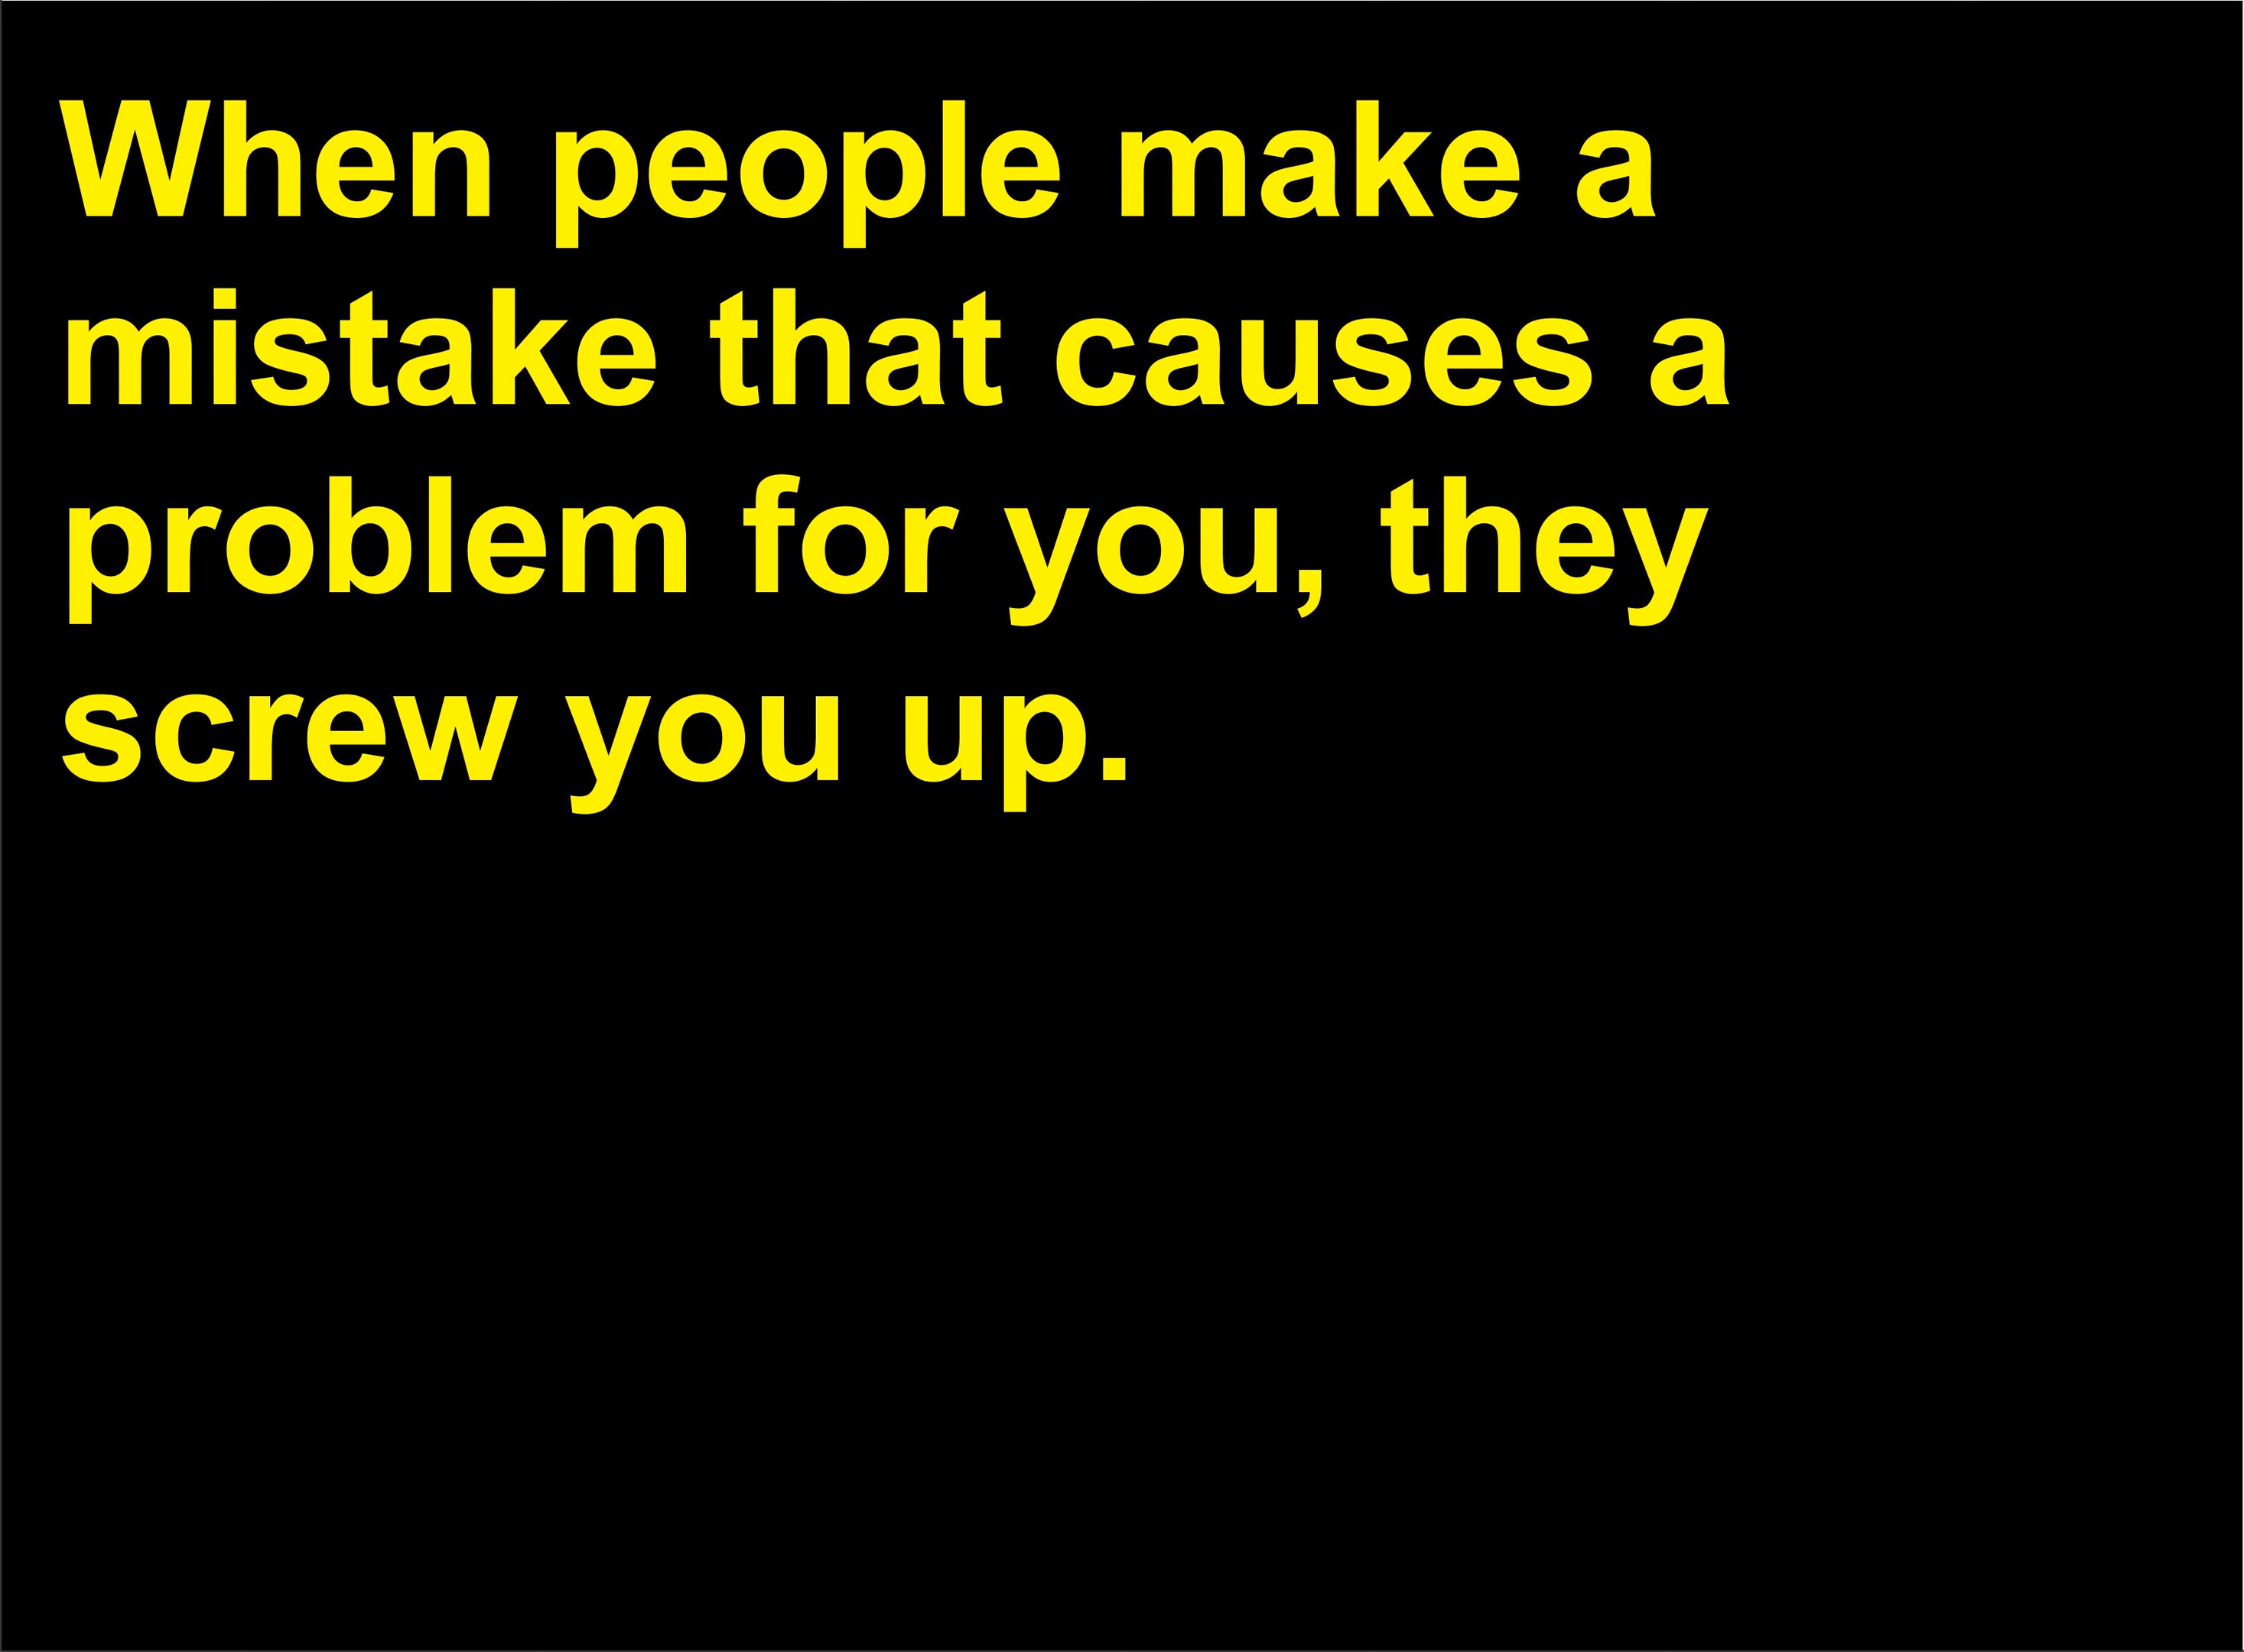 When people make a
mistake that causes a
problem for you, they
screw you up.